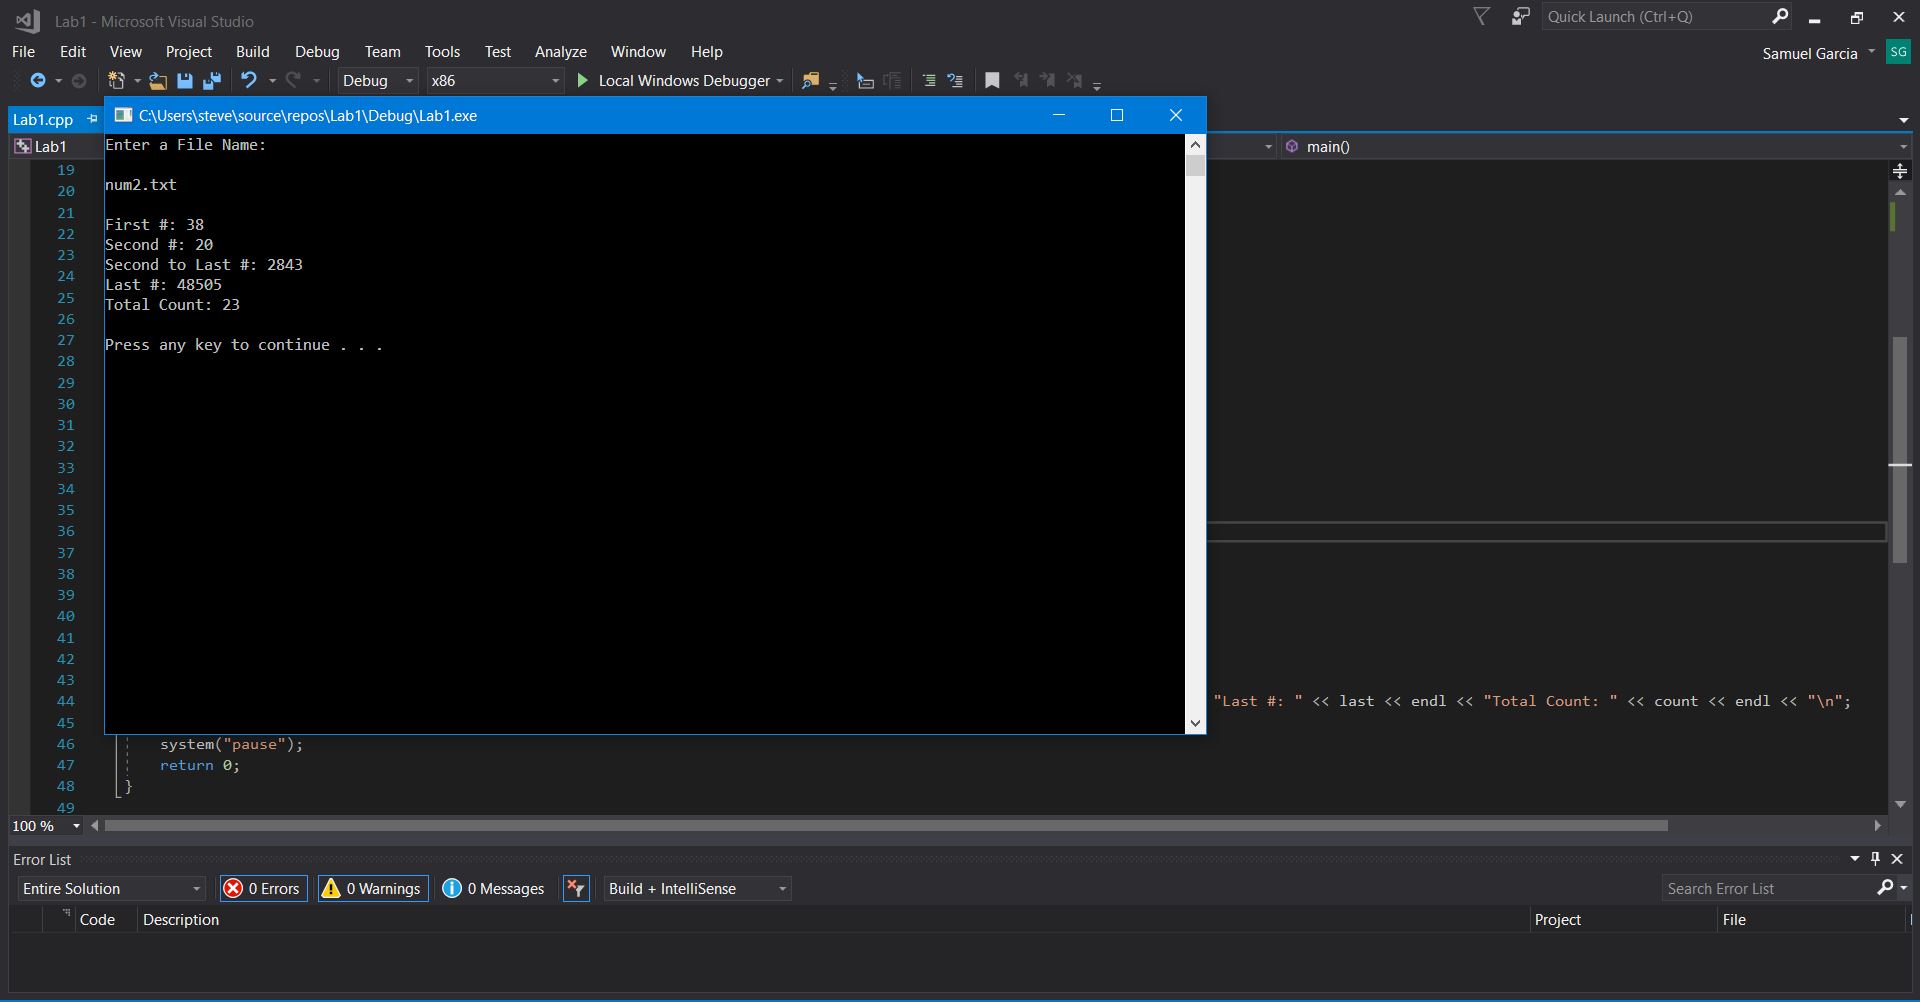 Lab1 - Microsoft Visual Studio
Quick Launch (Ctrl+Q)
File Edit View Project Build Debug Team Tools Test Analyze Window Help
Samuel Garcia SG
Debug x86 Local Windows Debugger
Lab1.cpp
C:\Users\steve\source\repos\Lab1\Debug\Lab1.exe
Lab1
main()
Enter a File Name:
num2.txt
First #: 38
Second #: 20
Second to Last #: 2843
Last #: 48505
Total Count: 23
Press any key to continue . . .
19
20
21
22
23
24
25
26
27
28
29
30
31
32
33
34
35
36
37
38
39
40
41
42
43
44 "Last #: " << last << endl << "Total Count: " << count << endl << "\n";
45
46 system("pause");
47 return 0;
48 }
49
100 %
Error List
Entire Solution 0 Errors 0 Warnings 0 Messages Build + IntelliSense Search Error List
Code Description Project File